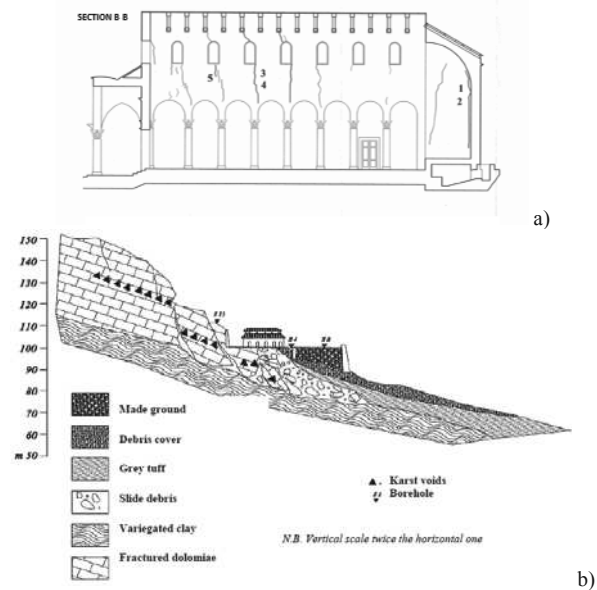 SECTION B B
5
3
4
1
2
a)
150
140
130
120
110
100
90
80
70
60
m 50
Made ground
Debris cover
Grey tuff
Slide debris
Variegated clay
Fractured dolomiae
Karst voids
Borehole
N.B. Vertical scale twice the horizontal one
b)